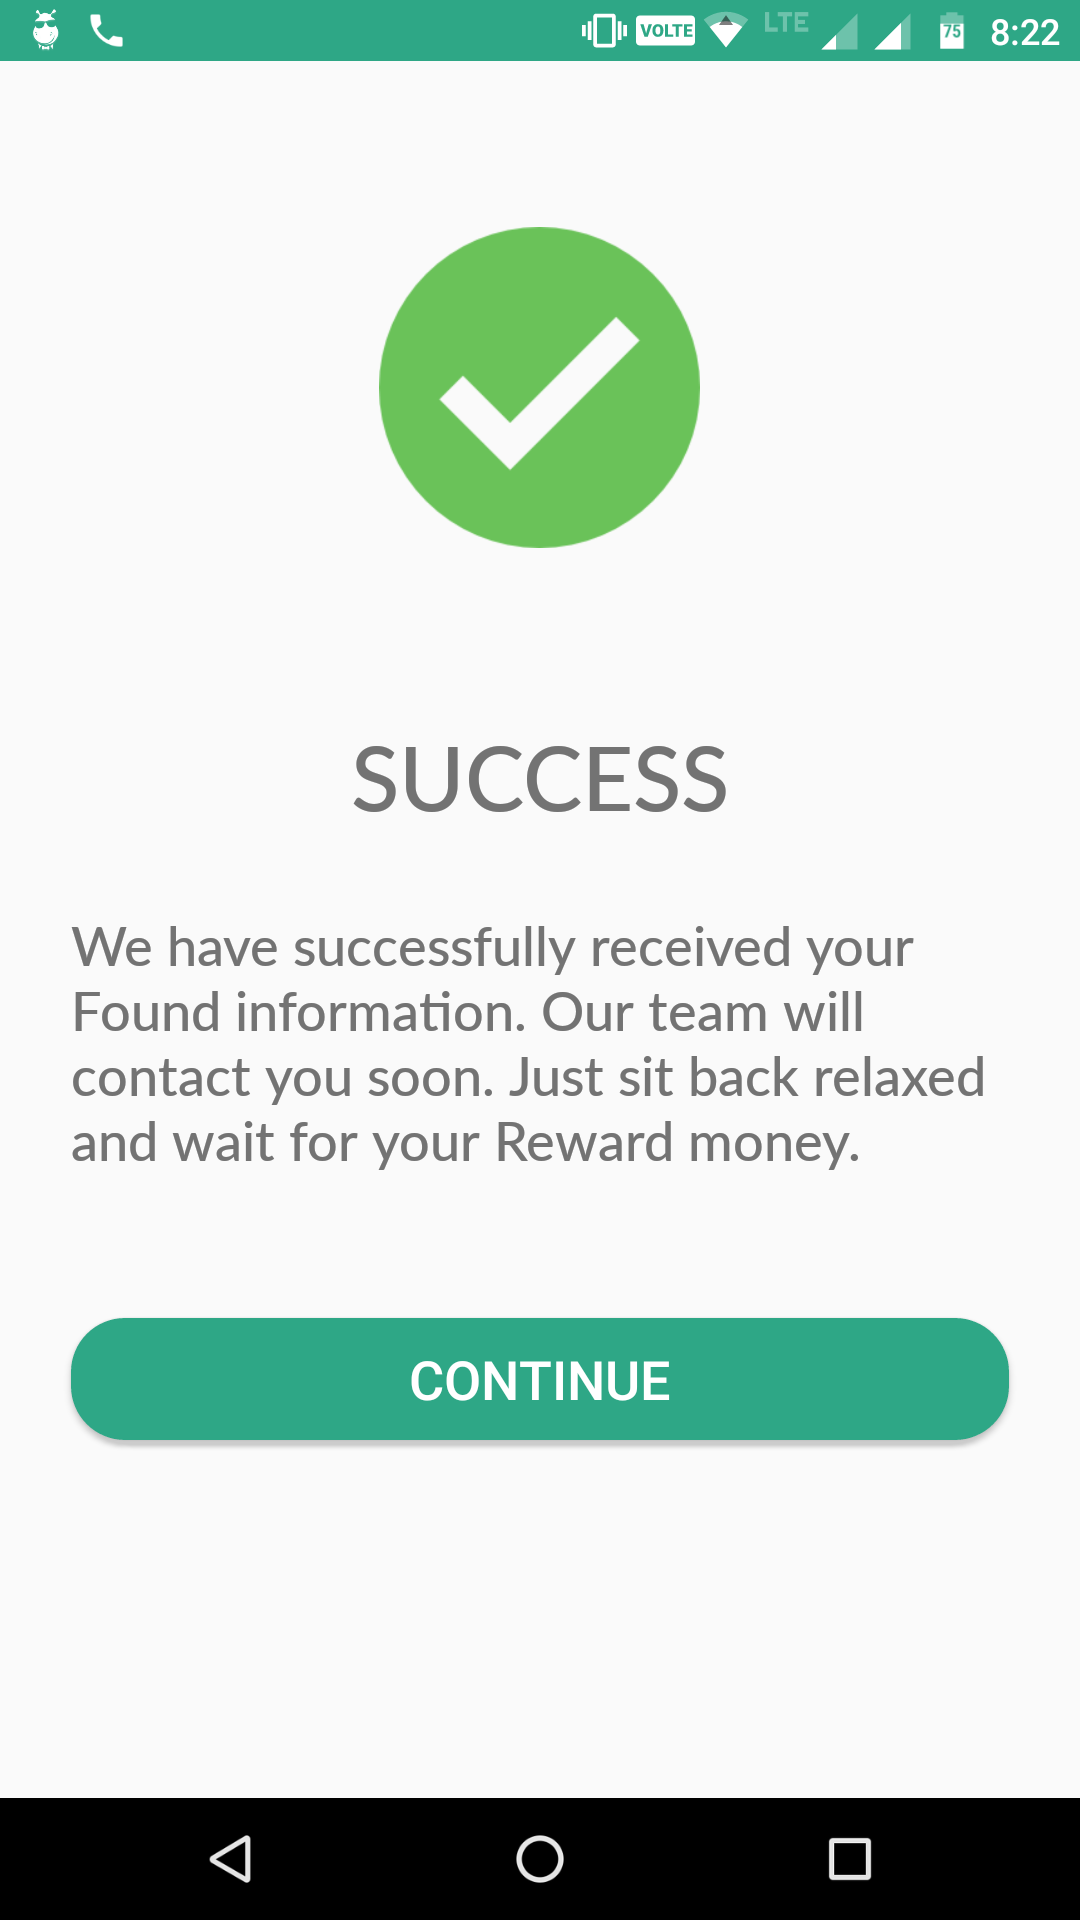 VOLTE LTE 75 8:22
SUCCESS
We have successfully received your
Found information. Our team will
contact you soon. Just sit back relaxed
and wait for your Reward money.
CONTINUE